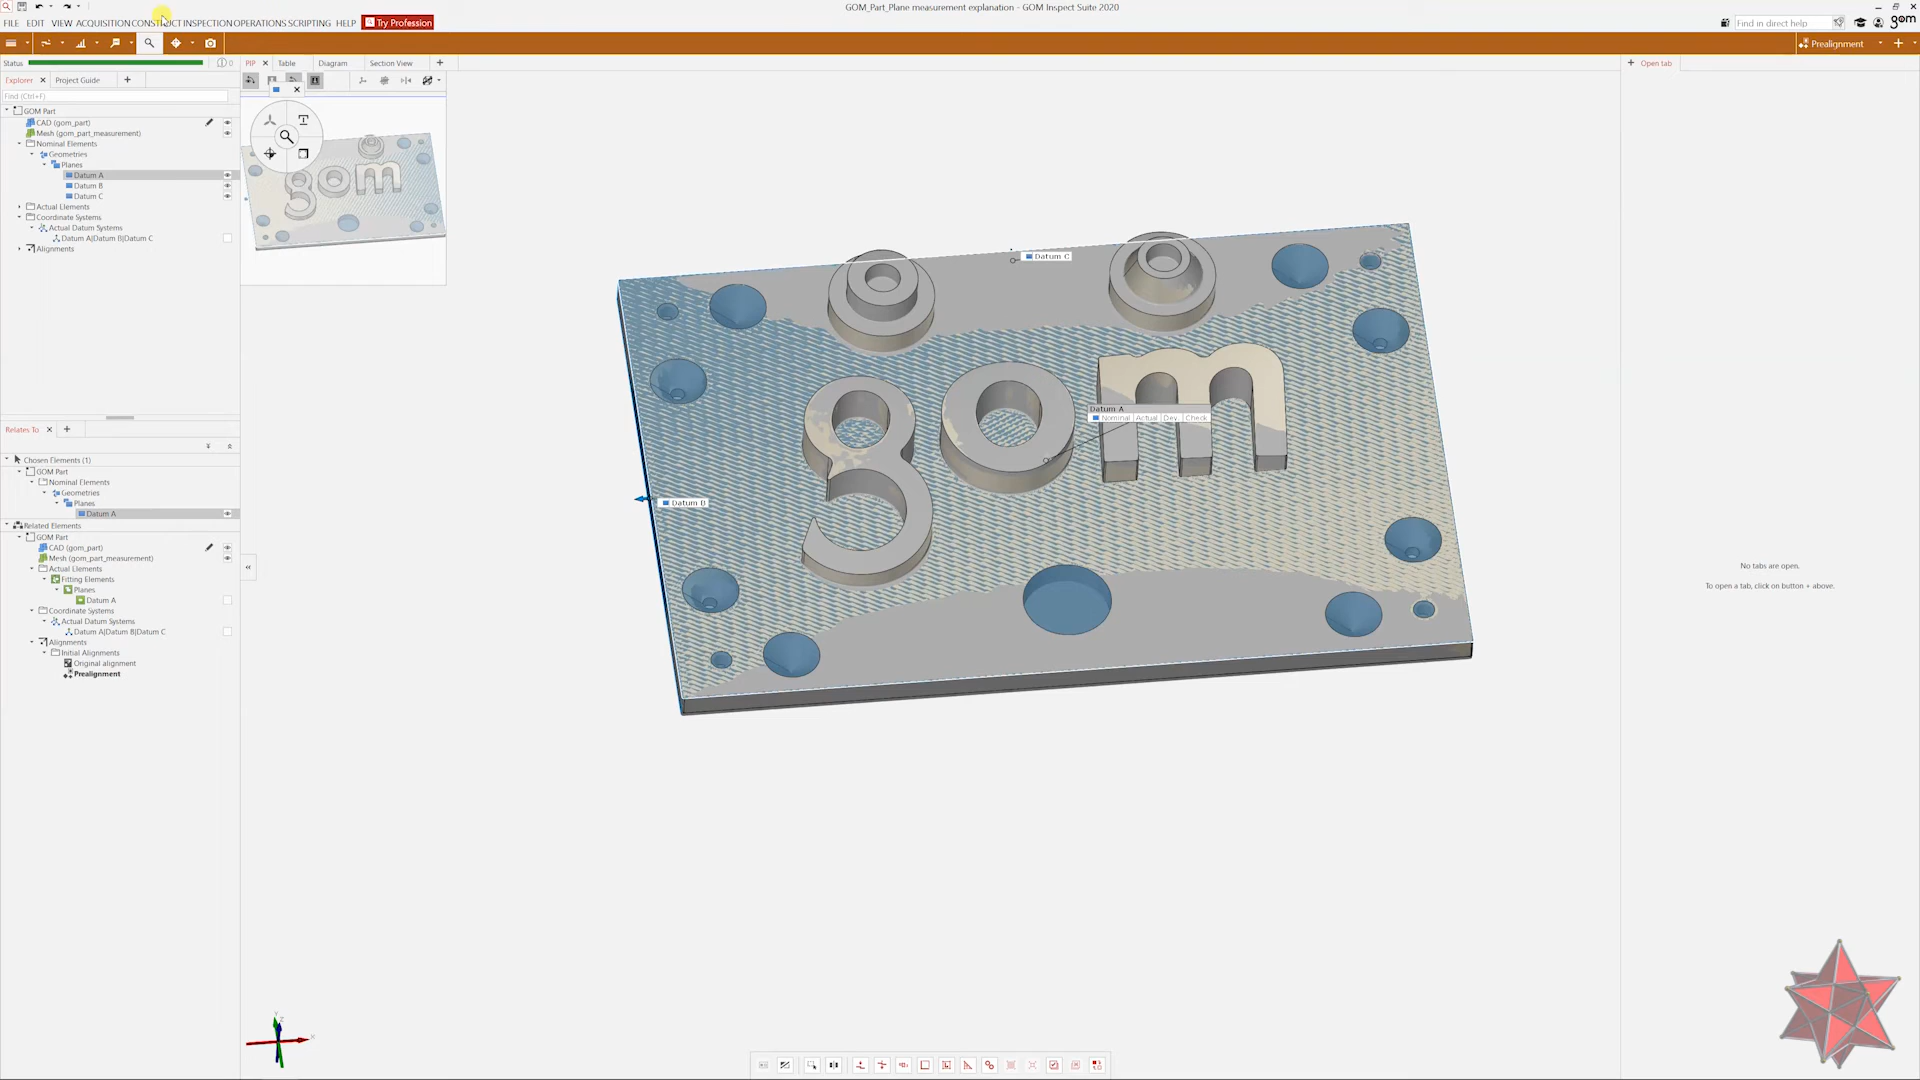 GOM_Part_Plane measurement explanation - GOM Inspect Suite 2020
FILE EDIT VIEW ACQUISITION CONSTRUCT INSPECTION OPERATIONS SCRIPTING HELP Try Profession
Find in direct help
gom
Prealignment
Status
0
PIP
Table
Diagram
Section View
Open tab
Explorer
Project Guide
Find (Ctrl+F)
GOM Part
CAD (gom_part)
Mesh (gom_part_measurement)
Nominal Elements
Geometries
Planes
Datum A
Datum B
Datum C
Actual Elements
Coordinate Systems
Actual Datum Systems
Datum A|Datum B|Datum C
Alignments
gom
Datum C
gom
Datum A
Nominal Actual Dev. Check
Datum B
Relates To
Chosen Elements (1)
GOM Part
Nominal Elements
Geometries
Planes
Datum A
Related Elements
GOM Part
CAD (gom_part)
Mesh (gom_part_measurement)
Actual Elements
Fitting Elements
Planes
Datum A
Coordinate Systems
Actual Datum Systems
Datum A|Datum B|Datum C
Alignments
Initial Alignments
Original alignment
Prealignment
No tabs are open.
To open a tab, click on button + above.
Y
Z
X